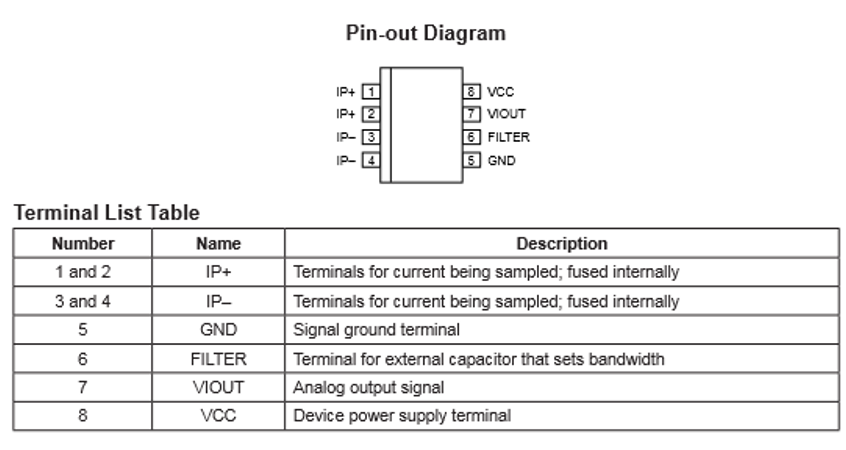 Pin-out Diagram
IP+ 1 8 VCC
IP+ 2 7 VIOUT
IP– 3 6 FILTER
IP– 4 5 GND
Terminal List Table
Number Name Description
1 and 2 IP+ Terminals for current being sampled; fused internally
3 and 4 IP– Terminals for current being sampled; fused internally
5 GND Signal ground terminal
6 FILTER Terminal for external capacitor that sets bandwidth
7 VIOUT Analog output signal
8 VCC Device power supply terminal